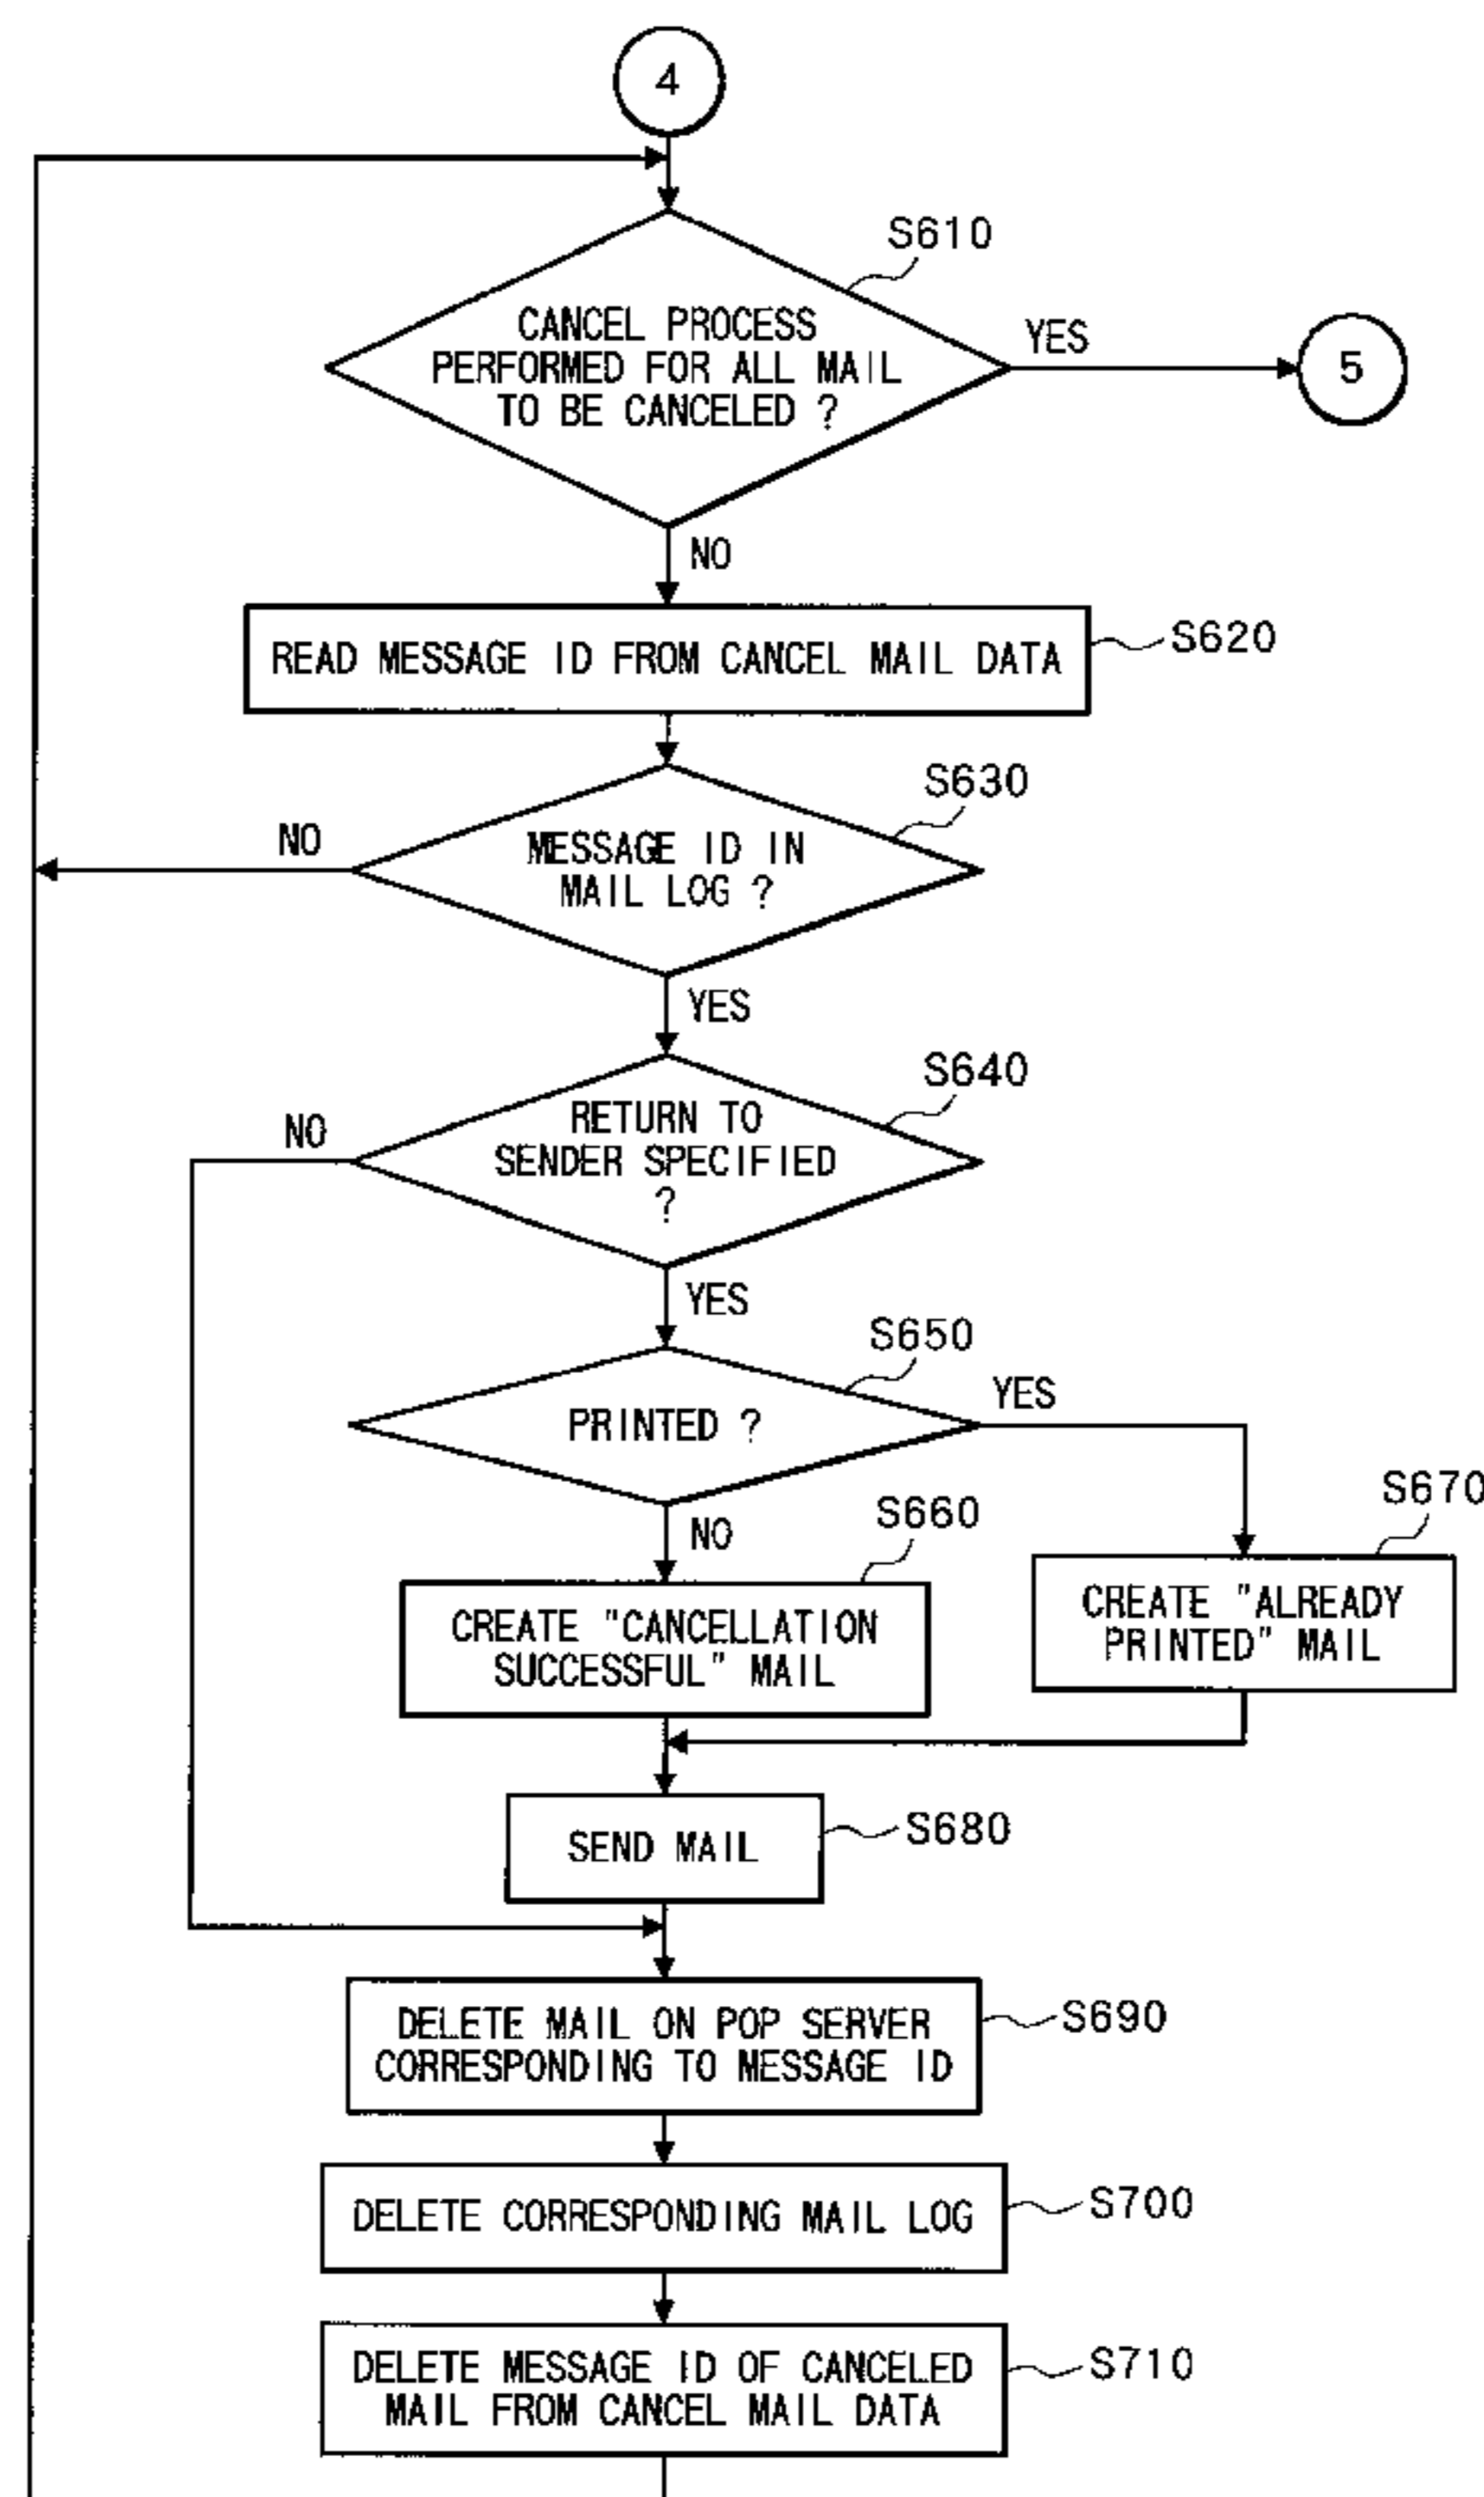 4
S610
CANCEL PROCESS
PERFORMED FOR ALL MAIL
TO BE CANCELED ?
YES
5
NO
READ MESSAGE ID FROM CANCEL MAIL DATA
S620
S630
NO
MESSAGE ID IN
MAIL LOG ?
YES
S640
NO
RETURN TO
SENDER SPECIFIED
?
YES
S650
YES
PRINTED ?
S670
NO
S660
CREATE "CANCELLATION
SUCCESSFUL" MAIL
CREATE "ALREADY
PRINTED" MAIL
SEND MAIL
S680
DELETE MAIL ON POP SERVER
CORRESPONDING TO MESSAGE ID
S690
DELETE CORRESPONDING MAIL LOG
S700
DELETE MESSAGE ID OF CANCELED
MAIL FROM CANCEL MAIL DATA
S710